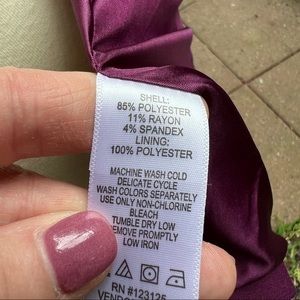 SHELL:
85% POLYESTER
11% RAYON
4% SPANDEX
LINING:
100% POLYESTER
MACHINE WASH COLD
DELICATE CYCLE
WASH COLORS SEPARATELY
USE ONLY NON-CHLORINE
BLEACH
TUMBLE DRY LOW
REMOVE PROMPTLY
LOW IRON
RN #123125